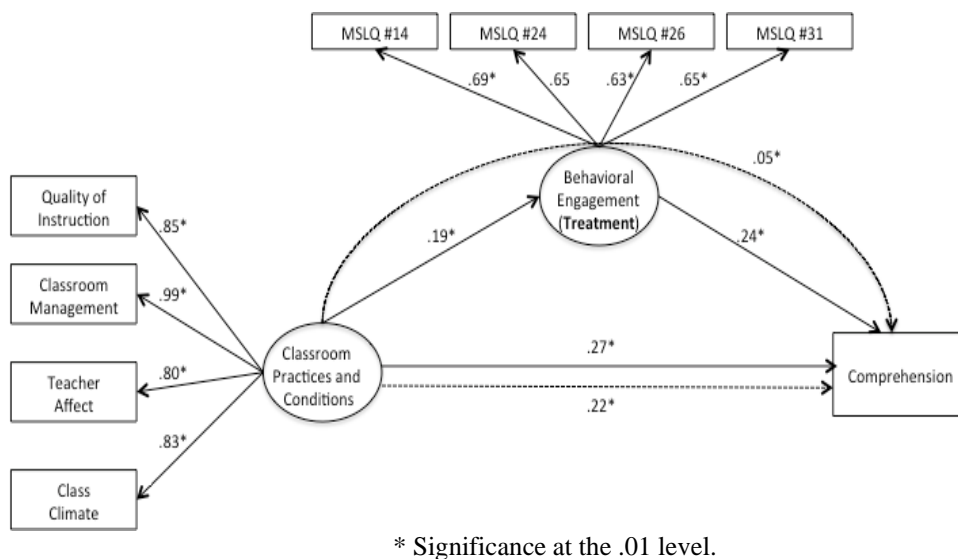 MSLQ #14
MSLQ #24
MSLQ #26
MSLQ #31
.69*
.65
.63*
.65*
.05*
Behavioral
Engagement
(Treatment)
Quality of
Instruction
.85*
.19*
.24*
Classroom
Management
.99*
Classroom
Practices and
Conditions
.27*
Comprehension
.22*
Teacher
Affect
.80*
.83*
Class
Climate
* Significance at the .01 level.